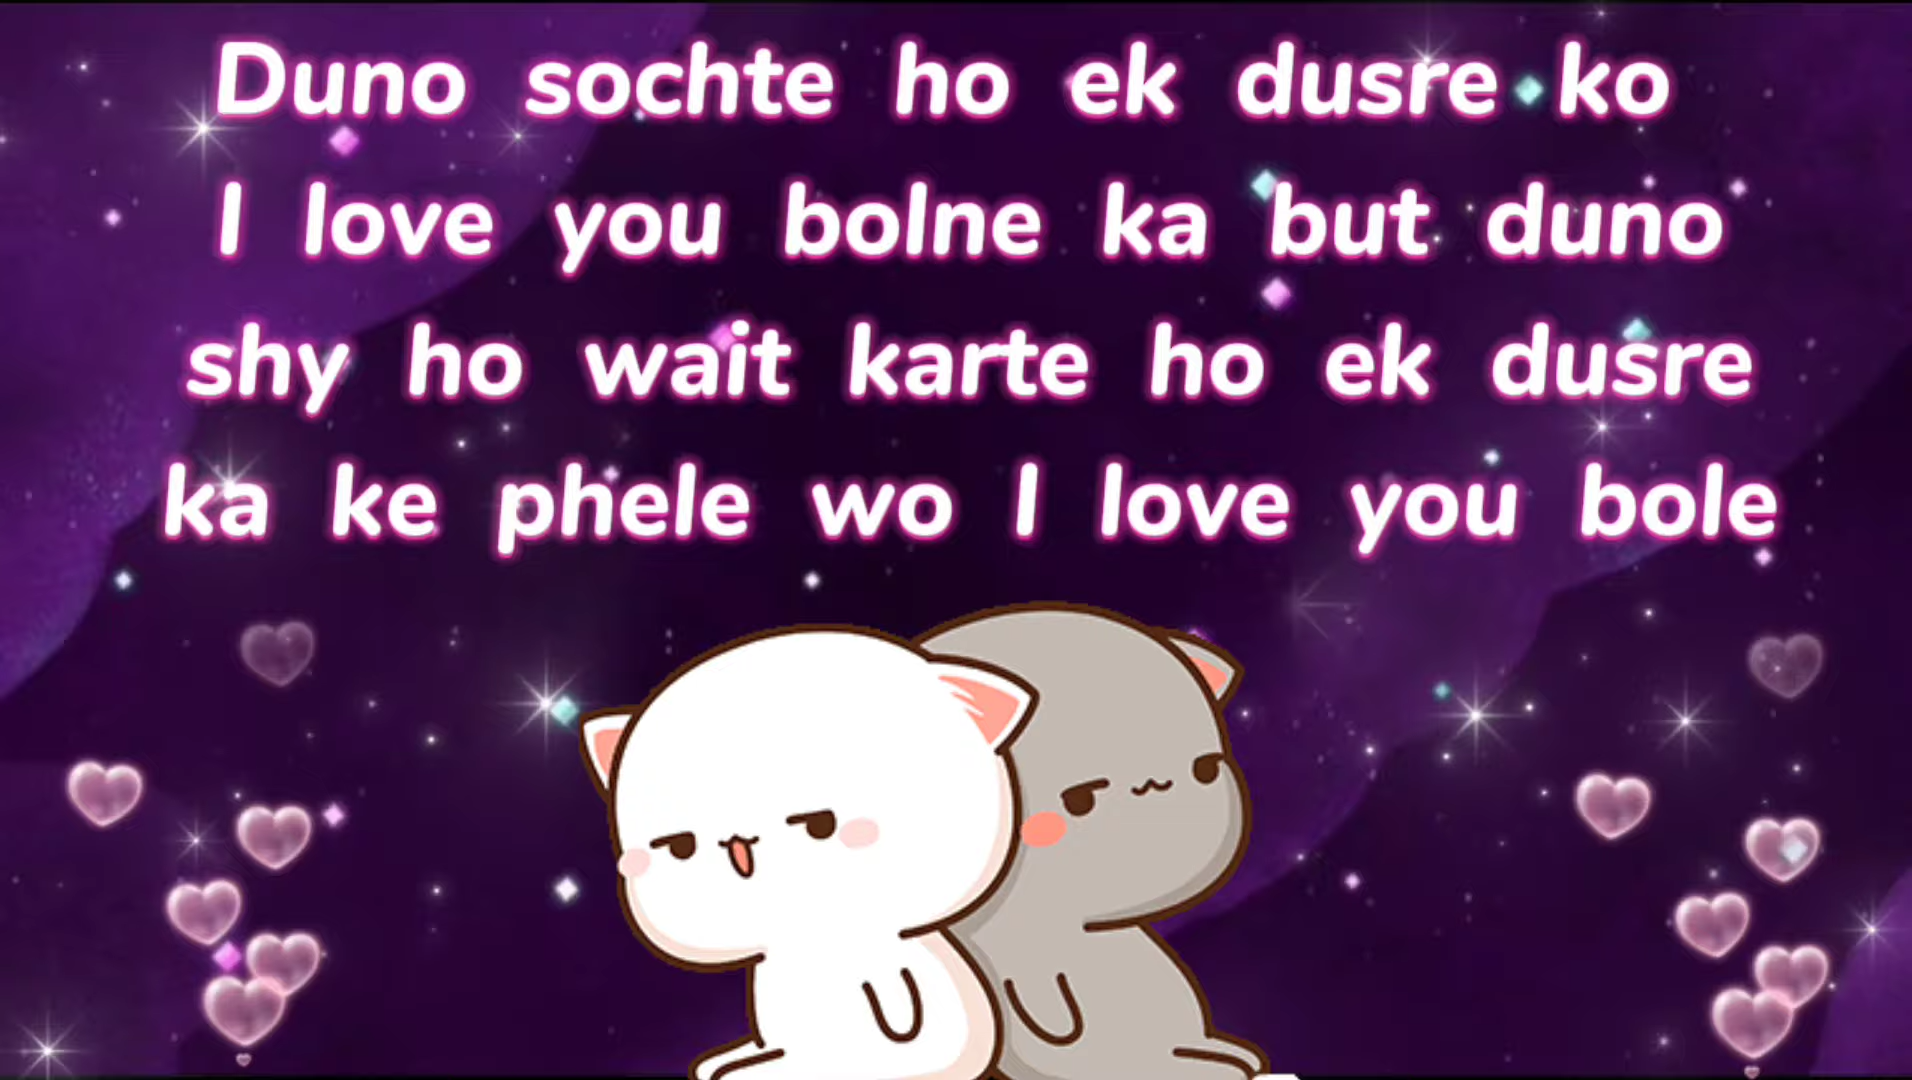 Duno sochte ho ek dusre ko
I love you bolne ka but duno
shy ho wait karte ho ek dusre
ka ke phele wo I love you bole